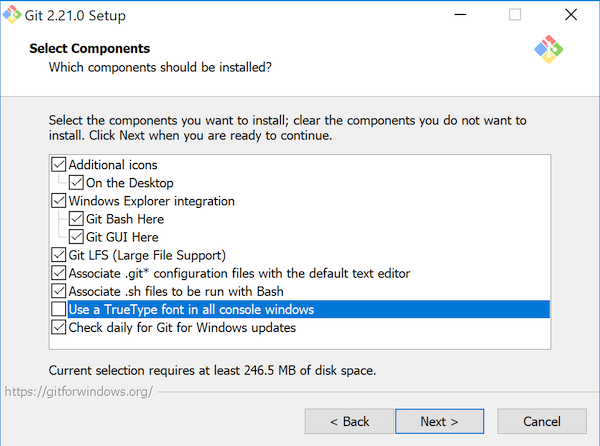 Git 2.21.0 Setup
Select Components
Which components should be installed?
Select the components you want to install; clear the components you do not want to
install. Click Next when you are ready to continue.
Additional icons
On the Desktop
Windows Explorer integration
Git Bash Here
Git GUI Here
Git LFS (Large File Support)
Associate .git* configuration files with the default text editor
Associate .sh files to be run with Bash
Use a TrueType font in all console windows
Check daily for Git for Windows updates
Current selection requires at least 246.5 MB of disk space.
https://gitforwindows.org/
< Back Next > Cancel